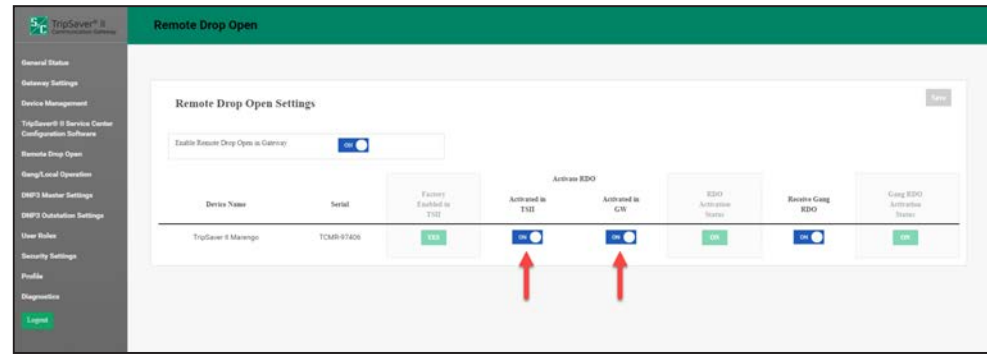 S&C TripSaver® II
Communication Gateway
Remote Drop Open
General Status
Gateway Settings
Device Management
TripSaver® II Service Center
Configuration Software
Remote Drop Open
Gang/Local Operation
DNP3 Master Settings
DNP3 Outstation Settings
User Roles
Security Settings
Profile
Diagnostics
Logout
Remote Drop Open Settings
Save
Enable Remote Drop Open in Gateway
ON
Activate RDO
Device Name
Serial
Factory
Enabled in
TSII
Activated in
TSII
Activated in
GW
RDO
Activation
Status
Receive Gang
RDO
Gang RDO
Activation
Status
TripSaver II Marengo
TCMR-97406
YES
ON
ON
ON
ON
ON